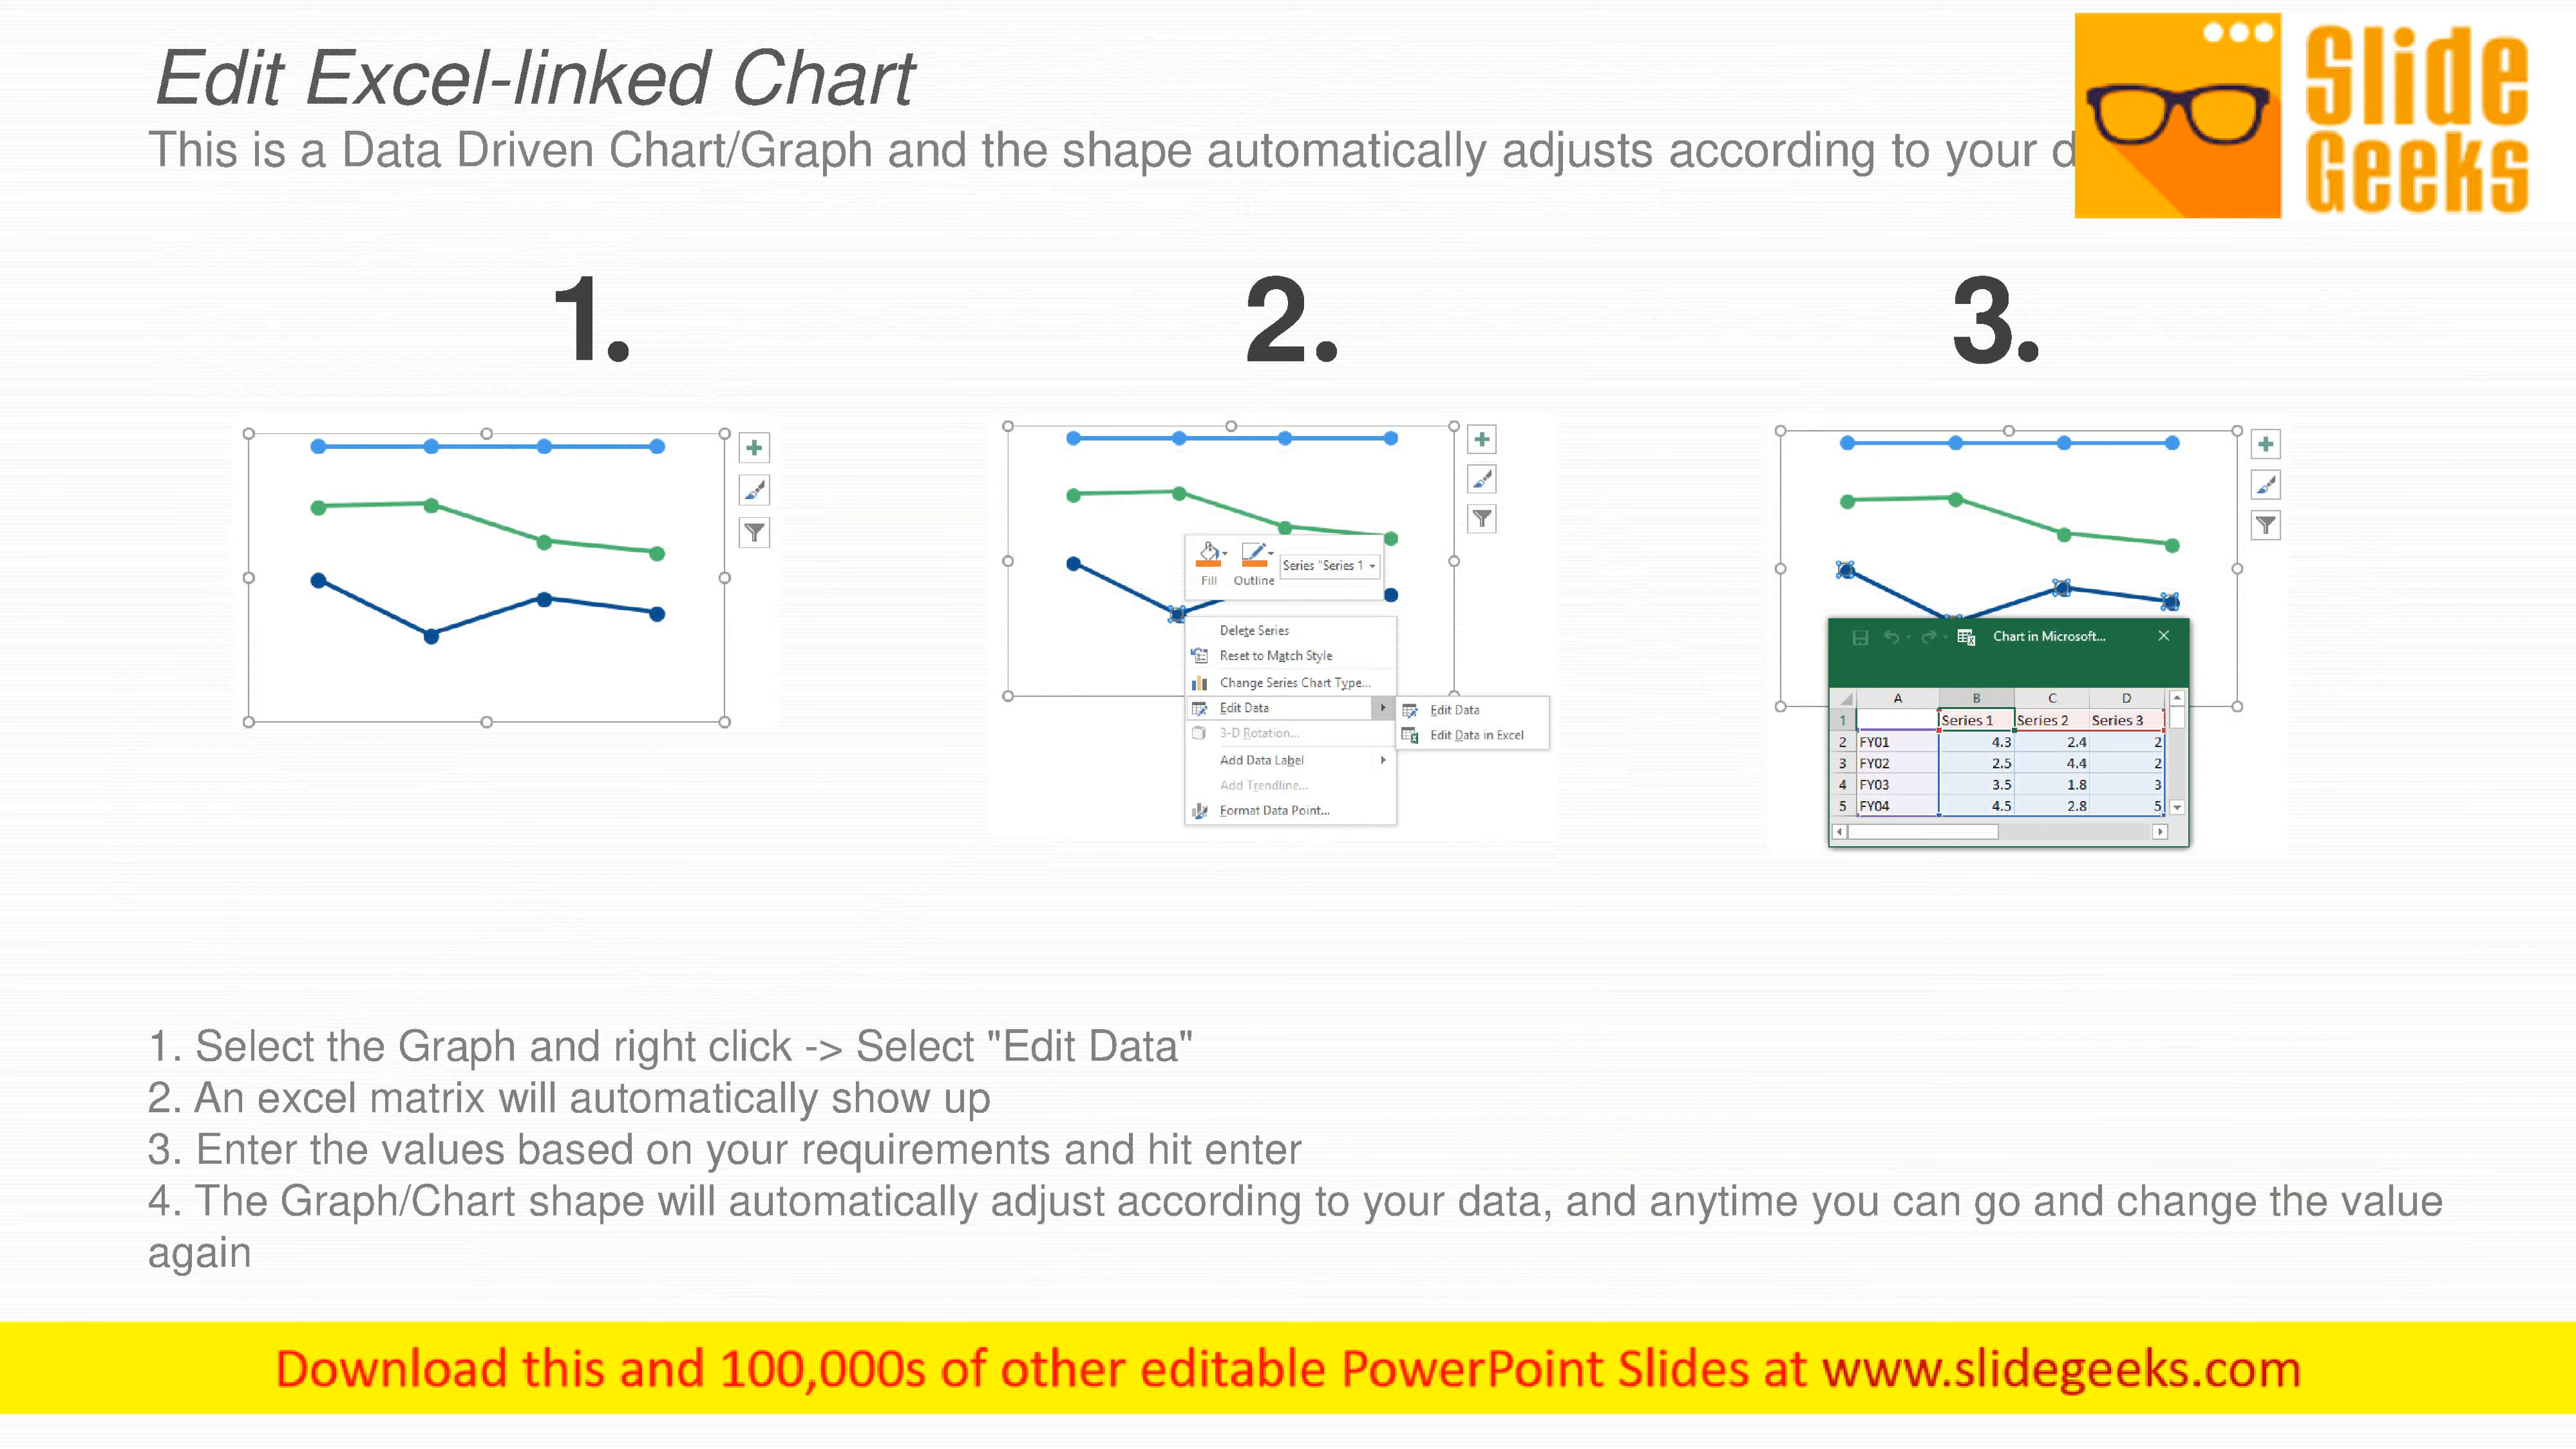 Edit Excel-linked Chart
This is a Data Driven Chart/Graph and the shape automatically adjusts according to your d
Slide
Geeks
1.
2.
3.
Fill Outline Series "Series 1
Delete Series
Reset to Match Style
Change Series Chart Type...
Edit Data
3-D Rotation...
Add Data Label
Add Trendline...
Format Data Point...
Edit Data
Edit Data in Excel
Chart in Microsoft...
A B C D
1 Series 1 Series 2 Series 3
2 FY01 4.3 2.4 2
3 FY02 2.5 4.4 2
4 FY03 3.5 1.8 3
5 FY04 4.5 2.8 5
1. Select the Graph and right click -> Select "Edit Data"
2. An excel matrix will automatically show up
3. Enter the values based on your requirements and hit enter
4. The Graph/Chart shape will automatically adjust according to your data, and anytime you can go and change the value
again
Download this and 100,000s of other editable PowerPoint Slides at www.slidegeeks.com